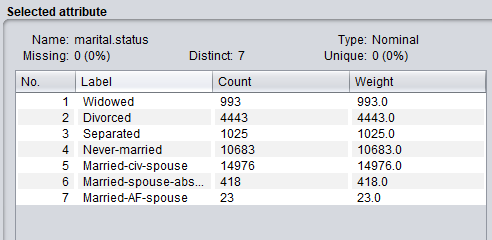 Selected attribute
Name: marital.status Type: Nominal
Missing: 0 (0%) Distinct: 7 Unique: 0 (0%)
No. Label Count Weight
1 Widowed 993 993.0
2 Divorced 4443 4443.0
3 Separated 1025 1025.0
4 Never-married 10683 10683.0
5 Married-civ-spouse 14976 14976.0
6 Married-spouse-abs... 418 418.0
7 Married-AF-spouse 23 23.0